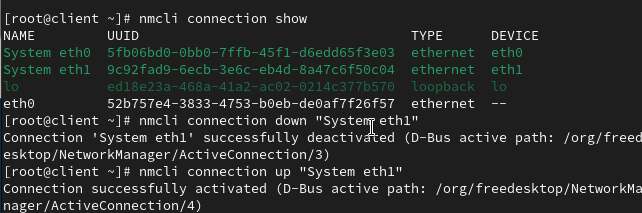 [root@client ~]# nmcli connection show
NAME         UUID                                  TYPE      DEVICE
System eth0  5fb06bd0-0bb0-7ffb-45f1-d6edd65f3e03  ethernet  eth0
System eth1  9c92fad9-6ecb-3e6c-eb4d-8a47c6f50c04  ethernet  eth1
lo           ed18e23a-468a-41a2-ac02-0214c377b570  loopback  lo
eth0         52b757e4-3833-4753-b0eb-de0af7f26f57  ethernet  --
[root@client ~]# nmcli connection down "System eth1"
Connection 'System eth1' successfully deactivated (D-Bus active path: /org/freed
esktop/NetworkManager/ActiveConnection/3)
[root@client ~]# nmcli connection up "System eth1"
Connection successfully activated (D-Bus active path: /org/freedesktop/NetworkMa
nager/ActiveConnection/4)